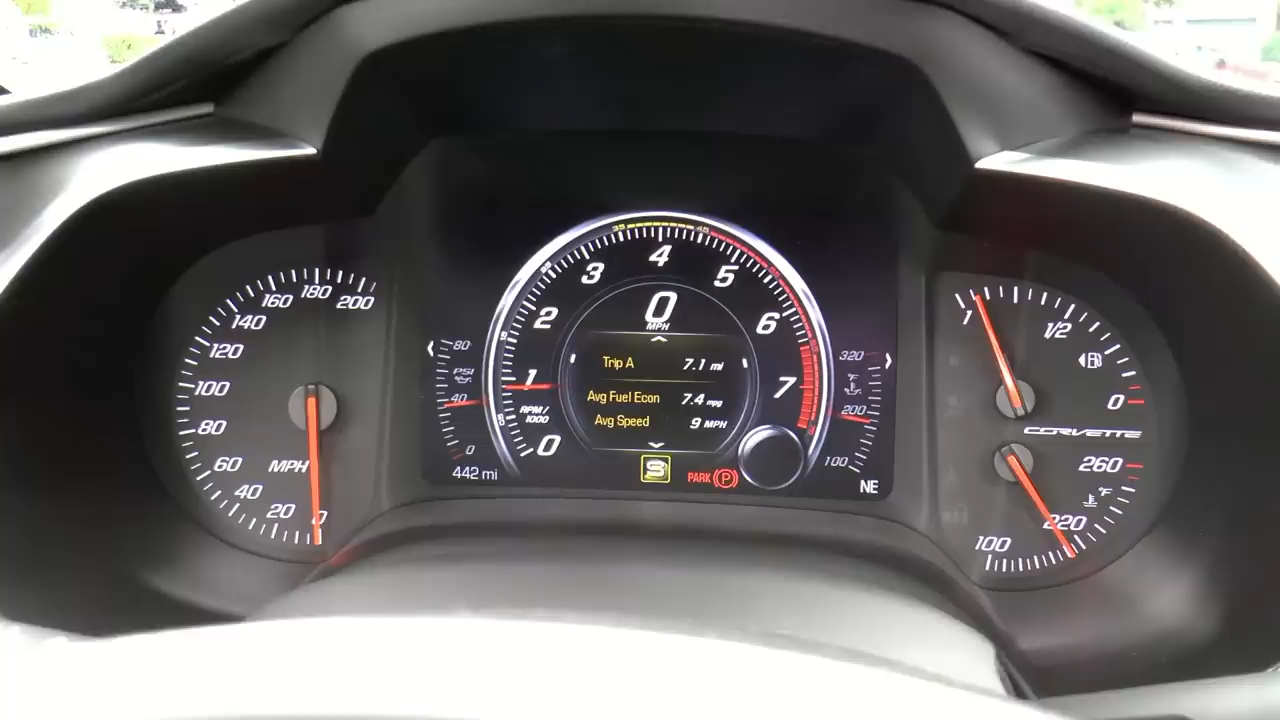 0
20
40
60
80
100
120
140
160
180
200
MPH
80
PSI
40
0
442 mi
0
1
2
3
4
5
6
7
RPM/
1000
35
45
0
MPH
Trip A 7.1 mi
Avg Fuel Econ 7.4 mpg
Avg Speed 9 MPH
S
PARK P
320
°F
200
100
NE
1
1/2
0
CORVETTE
260
°F
220
100